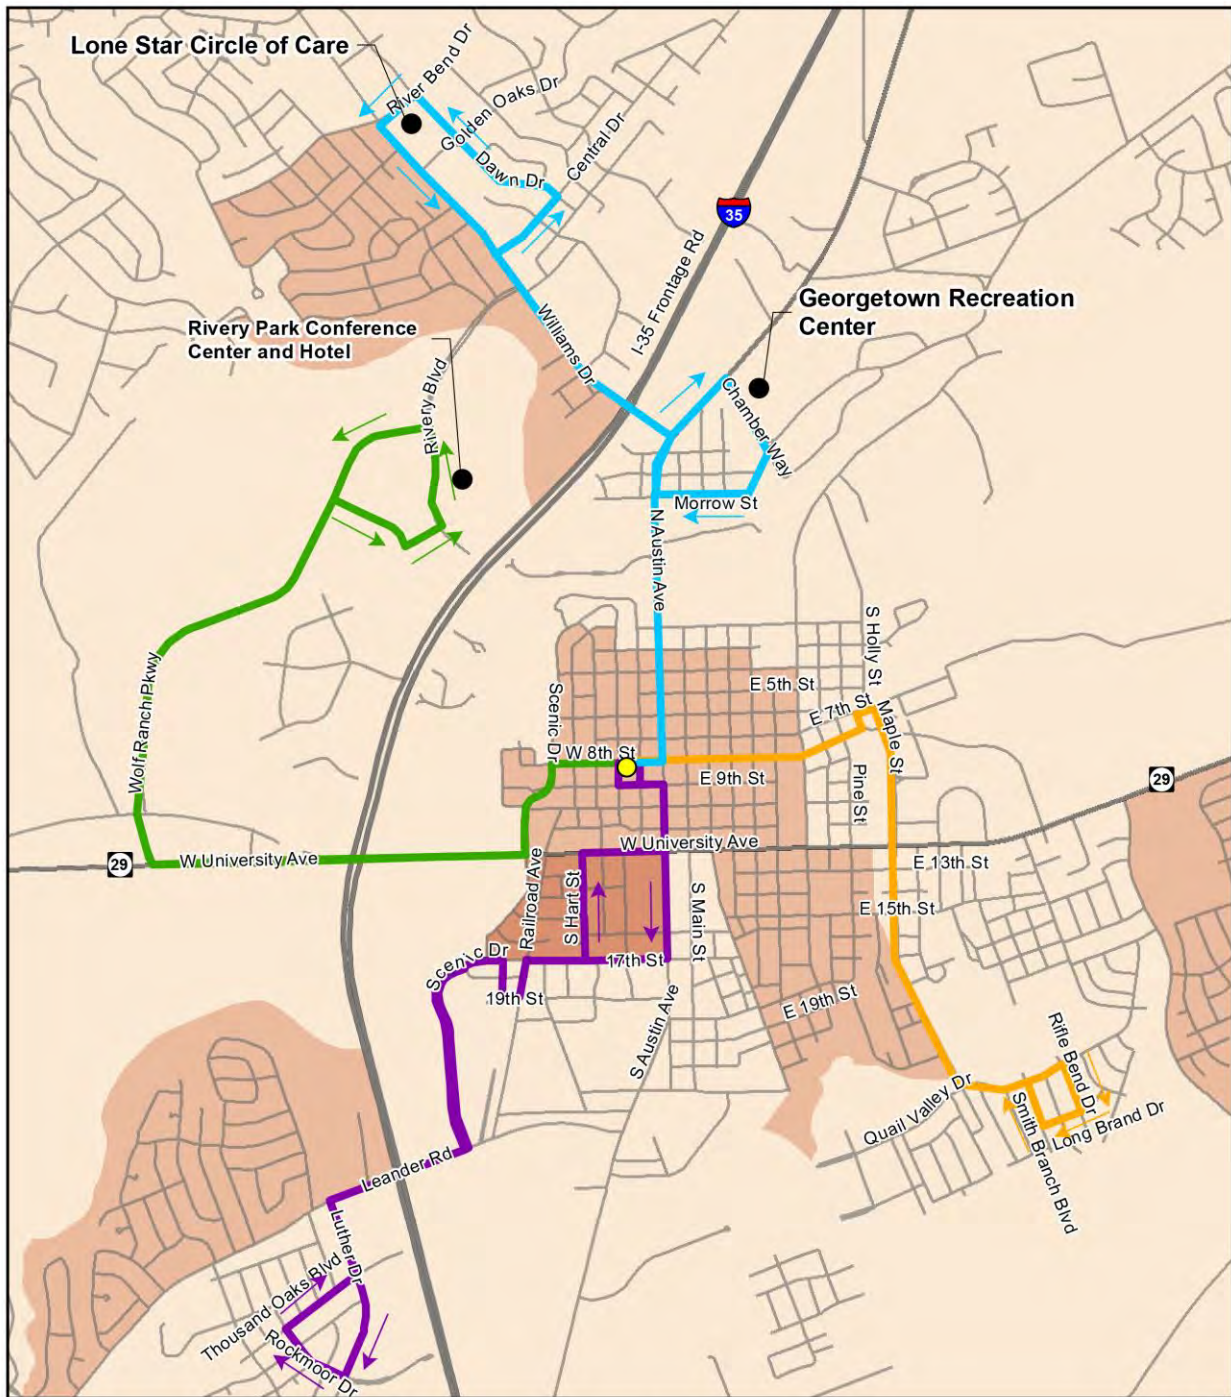 Lone Star Circle of Care
River Bend Dr
Golden Oaks Dr
Dawn Dr
Central Dr
35
I-35 Frontage Rd
Georgetown Recreation
Center
Rivery Park Conference
Center and Hotel
Williams Dr
Rivery Blvd
Chamber Way
Morrow St
N Austin Ave
S Holly St
Wolf Ranch Pkwy
Scenic Dr
E 5th St
E 7th St
Maple St
W 8th St
E 9th St
Pine St
29
W University Ave
29
W University Ave
E 13th St
Railroad Ave
S Hart St
S Main St
E 15th St
Scenic Dr
17th St
19th St
E 19th St
S Austin Ave
Rifle Bend Dr
Quail Valley Dr
Smith Branch Blvd
Long Brand Dr
Leander Rd
Luther Dr
Thousand Oaks Blvd
Rockmoor Dr